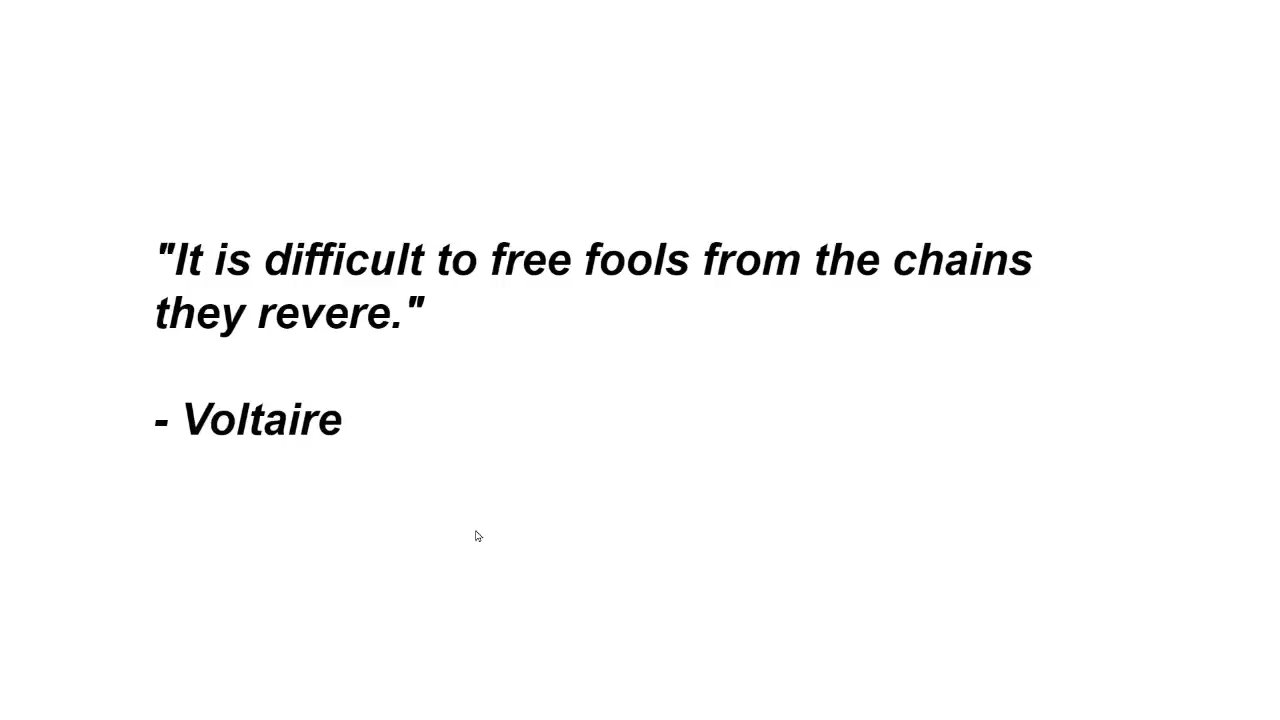 "It is difficult to free fools from the chains
they revere."
- Voltaire